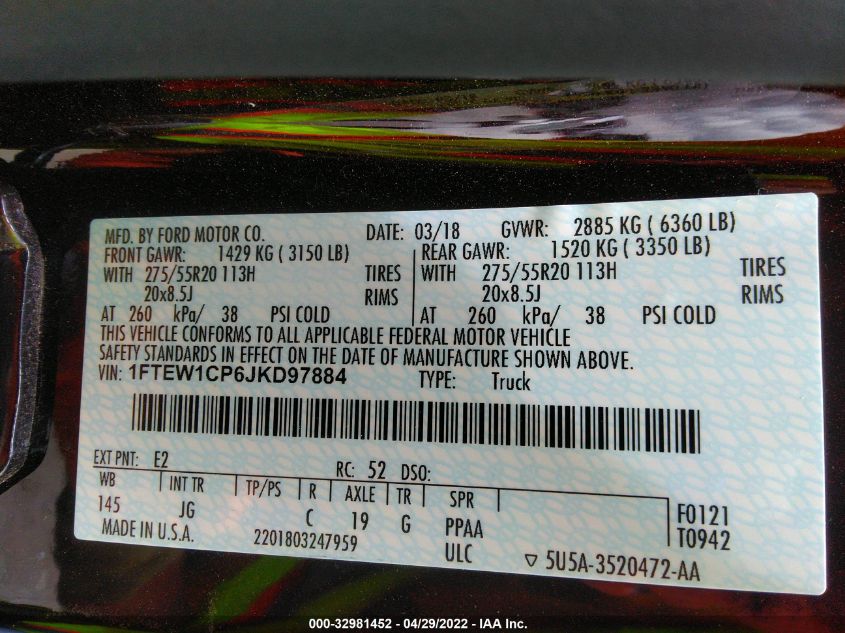 MFD. BY FORD MOTOR CO. DATE: 03/18 GVWR: 2885 KG ( 6360 LB)
FRONT GAWR: 1429 KG ( 3150 LB) REAR GAWR: 1520 KG ( 3350 LB)
WITH 275/55R20 113H TIRES WITH 275/55R20 113H TIRES
20x8.5J RIMS 20x8.5J RIMS
AT 260 kPa/ 38 PSI COLD AT 260 kPa/ 38 PSI COLD
THIS VEHICLE CONFORMS TO ALL APPLICABLE FEDERAL MOTOR VEHICLE
SAFETY STANDARDS IN EFFECT ON THE DATE OF MANUFACTURE SHOWN ABOVE.
VIN: 1FTEW1CP6JKD97884 TYPE: Truck
EXT PNT: E2 RC: 52 DSO:
WB INT TR TP/PS R AXLE TR SPR
145 JG C 19 G PPAA F0121
MADE IN U.S.A. 2201803247959 ULC T0942
5U5A-3520472-AA
000-32981452 - 04/29/2022 - IAA Inc.